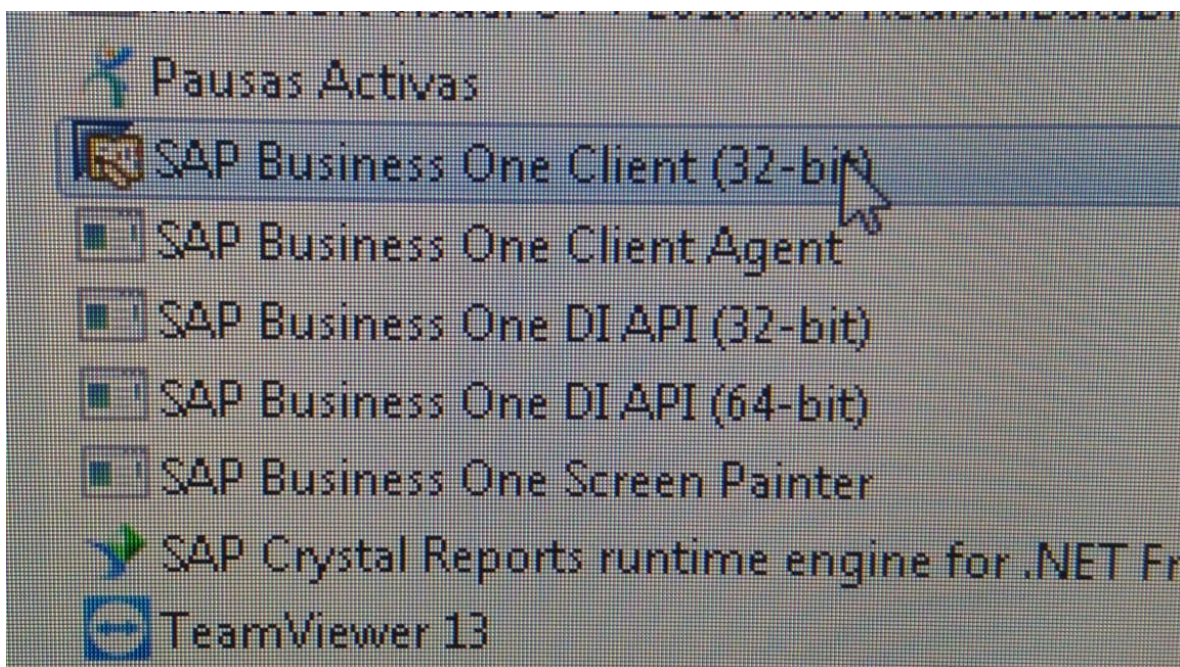 Pausas Activas
SAP Business One Client (32-bit)
SAP Business One Client Agent
SAP Business One DI API (32-bit)
SAP Business One DI API (64-bit)
SAP Business One Screen Painter
SAP Crystal Reports runtime engine for .NET Fr
TeamViewer 13